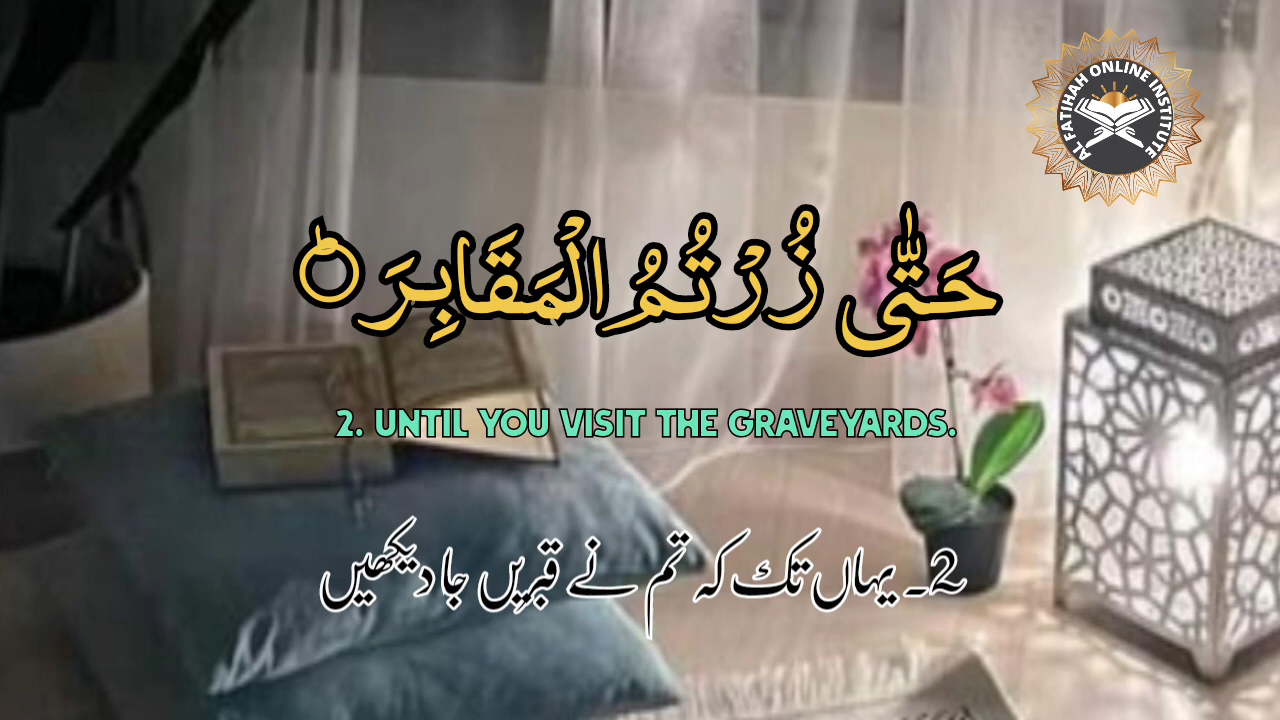 AL FATIHAH ONLINE INSTITUTE
حَتّٰى زُرْتُمُ الْمَقَابِرَ ؕ
2. UNTIL YOU VISIT THE GRAVEYARDS.
2۔ یہاں تک کہ تم نے قبریں جا دیکھیں